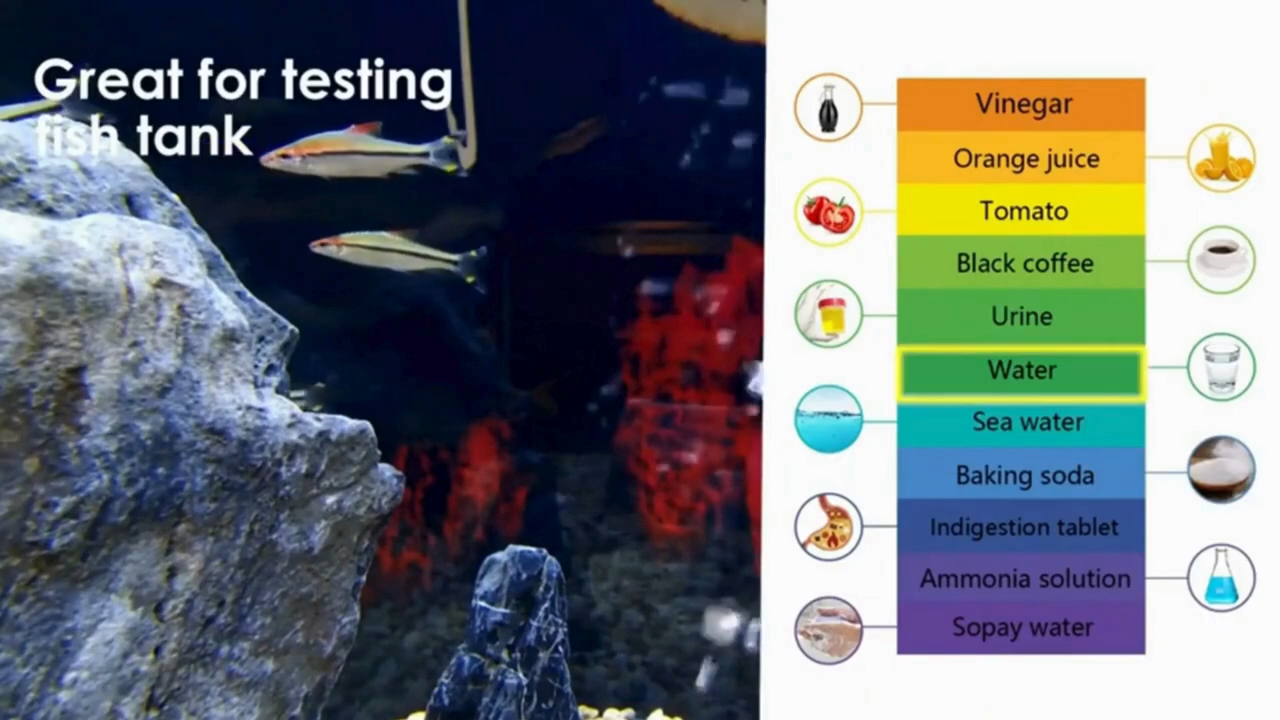 Great for testing
fish tank
Vinegar
Orange juice
Tomato
Black coffee
Urine
Water
Sea water
Baking soda
Indigestion tablet
Ammonia solution
Sopay water